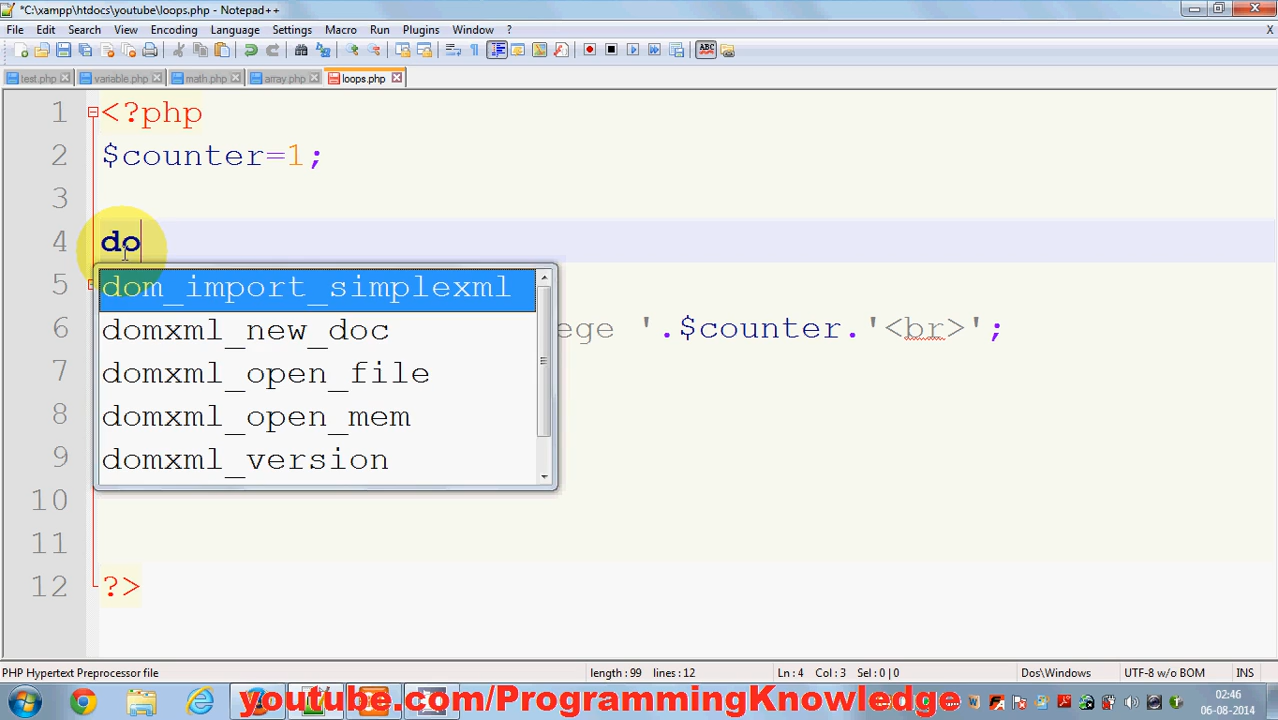 *C:\xampp\htdocs\youtube\loops.php - Notepad++
File Edit Search View Encoding Language Settings Macro Run Plugins Window ? X
test.php variable.php math.php array.php loops.php
1 <?php
2 $counter=1;
3
4 do
dom_import_simplexml
5
6 ege '.$counter.'<br>';
domxml_new_doc
7
domxml_open_file
8
domxml_open_mem
9
domxml_version
10
11
12 ?>
PHP Hypertext Preprocessor file length : 99 lines : 12 Ln : 4 Col : 3 Sel : 0 | 0 Dos\Windows UTF-8 w/o BOM INS
youtube.com/ProgrammingKnowledge
02:46
06-08-2014